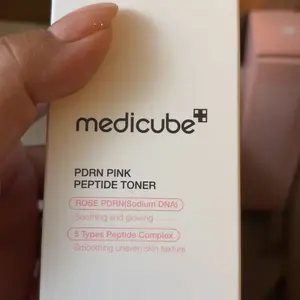 medicube
PDRN PINK
PEPTIDE TONER
ROSE PDRN(Sodium DNA)
Soothing and glowing
5 Types Peptide Complex
Smoothing uneven skin texture